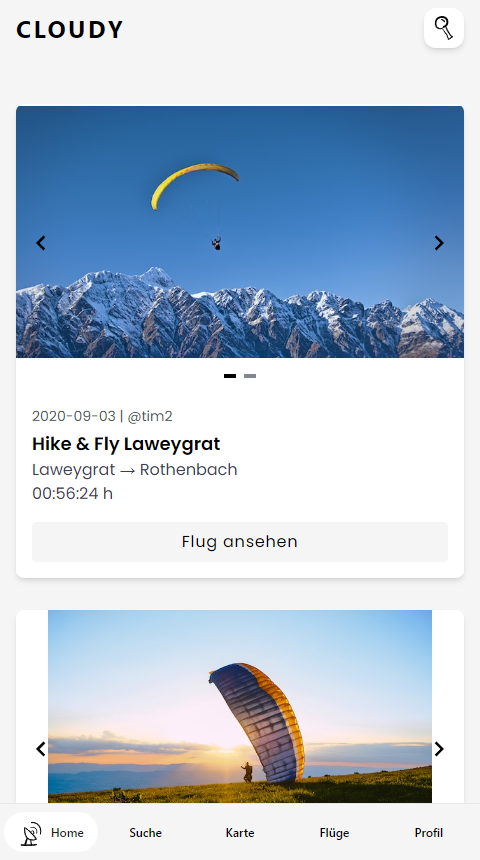 CLOUDY
2020-09-03 | @tim2
Hike & Fly Laweygrat
Laweygrat → Rothenbach
00:56:24 h
Flug ansehen
Home Suche Karte Flüge Profil